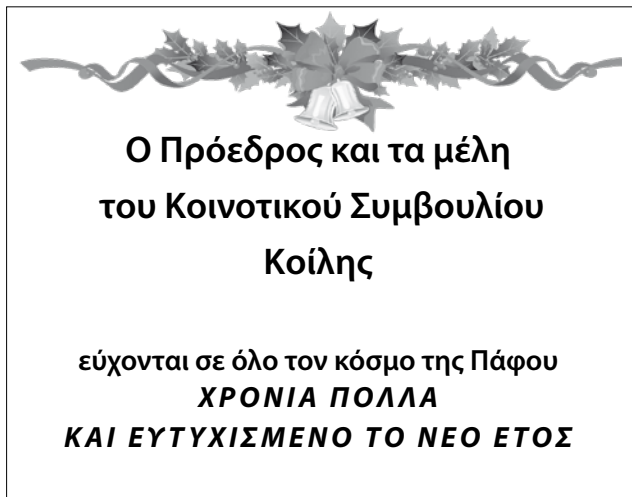 Ο Πρόεδρος και τα μέλη
του Κοινοτικού Συμβουλίου
Κοίλης
εύχονται σε όλο τον κόσμο της Πάφου
ΧΡΟΝΙΑ ΠΟΛΛΑ
ΚΑΙ ΕΥΤΥΧΙΣΜΕΝΟ ΤΟ ΝΕΟ ΕΤΟΣ